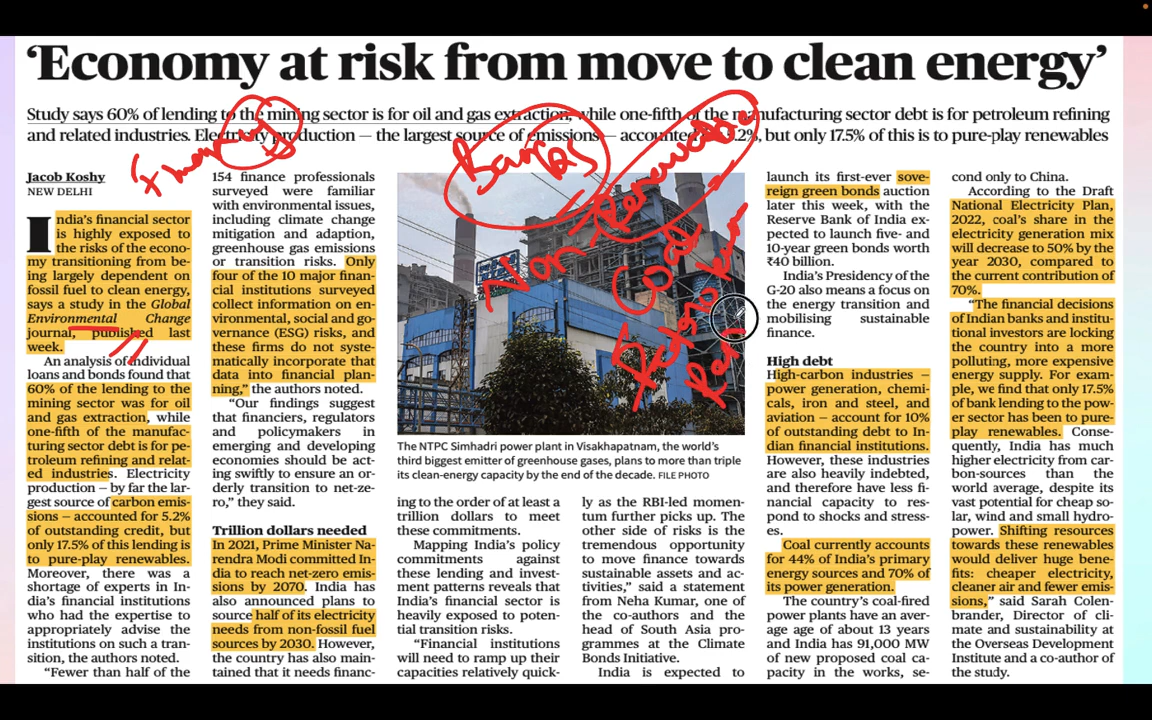 ‘Economy at risk from move to clean energy’
Study says 60% of lending to the mining sector is for oil and gas extraction, while one-fifth of the manufacturing sector debt is for petroleum refining
and related industries. Electricity production — the largest source of emissions — accounted 5.2%, but only 17.5% of this is to pure-play renewables
Banks
Renewable
Non-
Coal
Jacob Koshy
NEW DELHI
India’s financial sector
is highly exposed to
the risks of the econo-
my transitioning from be-
ing largely dependent on
fossil fuel to clean energy,
says a study in the Global
Environmental Change
journal, published last
week.
An analysis of individual
loans and bonds found that
60% of the lending to the
mining sector was for oil
and gas extraction, while
one-fifth of the manufac-
turing sector debt is for pe-
troleum refining and relat-
ed industries. Electricity
production — by far the lar-
gest source of carbon emis-
sions — accounted for 5.2%
of outstanding credit, but
only 17.5% of this lending is
to pure-play renewables.
Moreover, there was a
shortage of experts in In-
dia’s financial institutions
who had the expertise to
appropriately advise the
institutions on such a tran-
sition, the authors noted.
“Fewer than half of the
154 finance professionals
surveyed were familiar
with environmental issues,
including climate change
mitigation and adaption,
greenhouse gas emissions
or transition risks. Only
four of the 10 major finan-
cial institutions surveyed
collect information on en-
vironmental, social and go-
vernance (ESG) risks, and
these firms do not syste-
matically incorporate that
data into financial plan-
ning,” the authors noted.
“Our findings suggest
that financiers, regulators
and policymakers in
emerging and developing
economies should be act-
ing swiftly to ensure an or-
derly transition to net-ze-
ro,” they said.
Trillion dollars needed
In 2021, Prime Minister Na-
rendra Modi committed In-
dia to reach net-zero emis-
sions by 2070. India has
also announced plans to
source half of its electricity
needs from non-fossil fuel
sources by 2030. However,
the country has also main-
tained that it needs financ-
The NTPC Simhadri power plant in Visakhapatnam, the world’s
third biggest emitter of greenhouse gases, plans to more than triple
its clean-energy capacity by the end of the decade. FILE PHOTO
ing to the order of at least a
trillion dollars to meet
these commitments.
Mapping India’s policy
commitments against
these lending and invest-
ment patterns reveals that
India’s financial sector is
heavily exposed to poten-
tial transition risks.
“Financial institutions
will need to ramp up their
capacities relatively quick-
ly as the RBI-led momen-
tum further picks up. The
other side of risks is the
tremendous opportunity
to move finance towards
sustainable assets and ac-
tivities,” said a statement
from Neha Kumar, one of
the co-authors and the
head of South Asia pro-
grammes at the Climate
Bonds Initiative.
India is expected to
launch its first-ever sove-
reign green bonds auction
later this week, with the
Reserve Bank of India ex-
pected to launch five- and
10-year green bonds worth
₹40 billion.
India’s Presidency of the
G-20 also means a focus on
the energy transition and
mobilising sustainable
finance.
High debt
High-carbon industries –
power generation, chemi-
cals, iron and steel, and
aviation – account for 10%
of outstanding debt to In-
dian financial institutions.
However, these industries
are also heavily indebted,
and therefore have less fi-
nancial capacity to res-
pond to shocks and stress-
es.
Coal currently accounts
for 44% of India’s primary
energy sources and 70% of
its power generation.
The country’s coal-fired
power plants have an aver-
age age of about 13 years
and India has 91,000 MW
of new proposed coal ca-
pacity in the works, se-
cond only to China.
According to the Draft
National Electricity Plan,
2022, coal’s share in the
electricity generation mix
will decrease to 50% by the
year 2030, compared to
the current contribution of
70%.
“The financial decisions
of Indian banks and institu-
tional investors are locking
the country into a more
polluting, more expensive
energy supply. For exam-
ple, we find that only 17.5%
of bank lending to the pow-
er sector has been to pure-
play renewables. Conse-
quently, India has much
higher electricity from car-
bon-sources than the
world average, despite its
vast potential for cheap so-
lar, wind and small hydro-
power. Shifting resources
towards these renewables
would deliver huge bene-
fits: cheaper electricity,
cleaner air and fewer emis-
sions,” said Sarah Colen-
brander, Director of cli-
mate and sustainability at
the Overseas Development
Institute and a co-author of
the study.